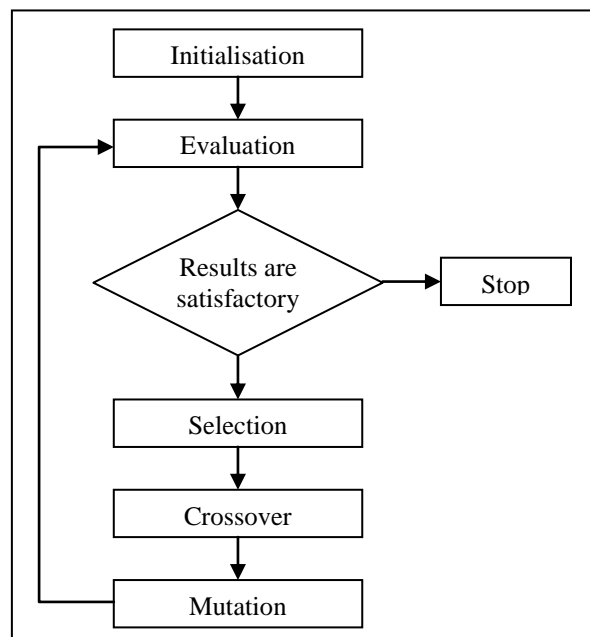 Initialisation
Evaluation
Results are
satisfactory
Stop
Selection
Crossover
Mutation